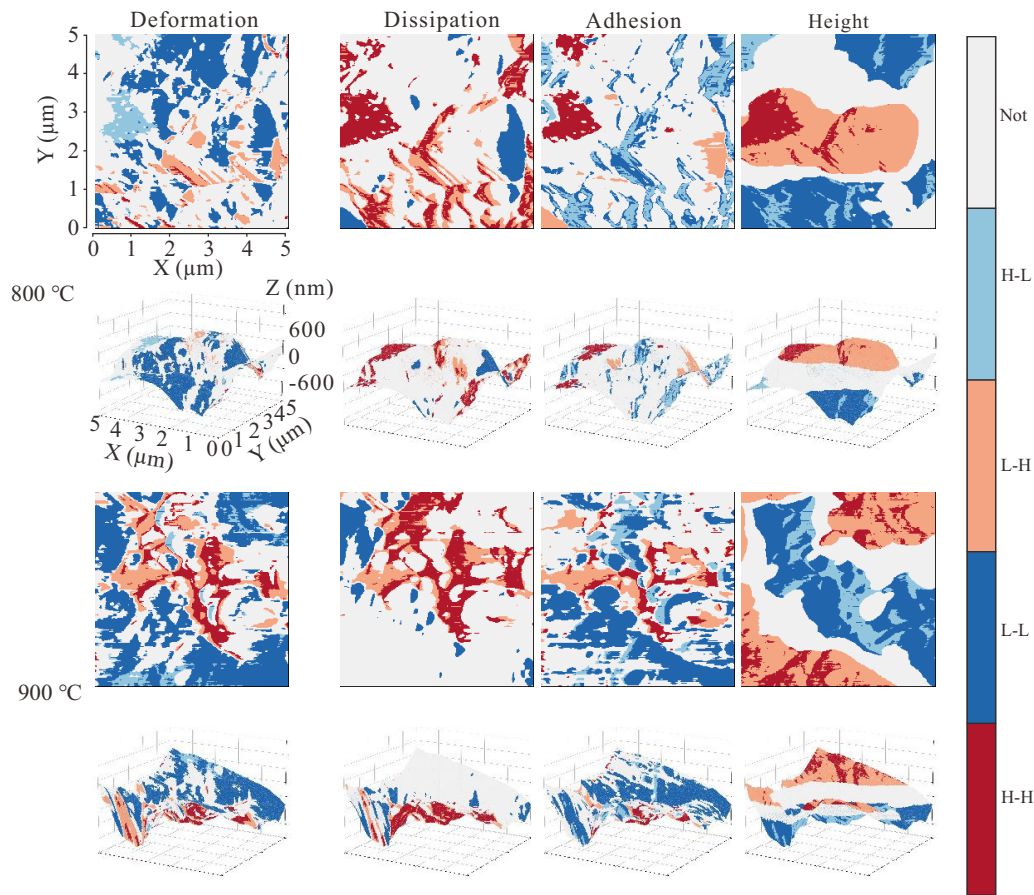 Deformation Dissipation Adhesion Height
5
4
3
2
1
0
Y (μm)
0 1 2 3 4 5
X (μm)
800 °C
Z (nm)
600
0
-600
5 4 3 2 1 0
X (μm)
0 1 2 3 4 5
Y (μm)
900 °C
Not
H-L
L-H
L-L
H-H